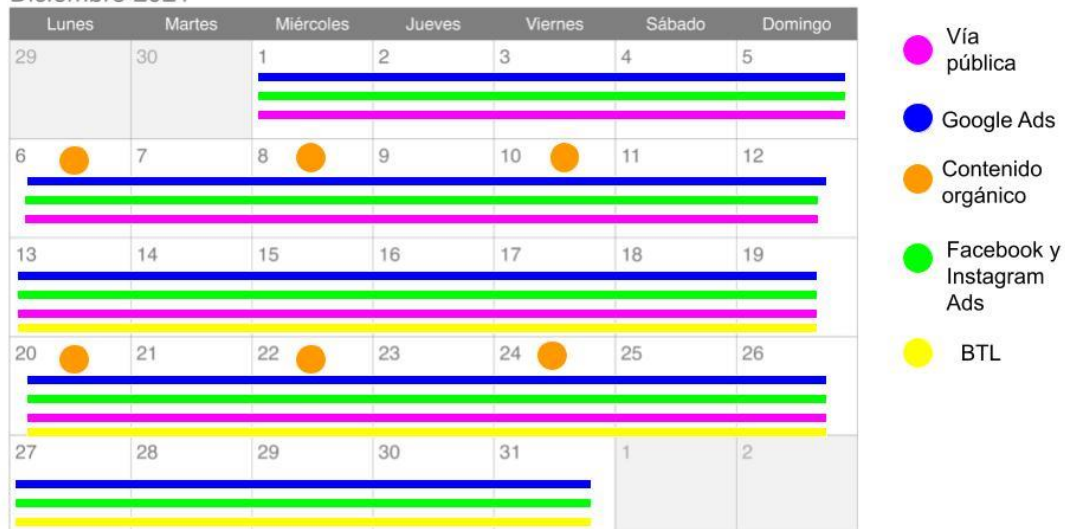 Diciembre 2021
Lunes Martes Miércoles Jueves Viernes Sábado Domingo
29 30 1 2 3 4 5
6 7 8 9 10 11 12
13 14 15 16 17 18 19
20 21 22 23 24 25 26
27 28 29 30 31 1 2
Vía
pública
Google Ads
Contenido
orgánico
Facebook y
Instagram
Ads
BTL